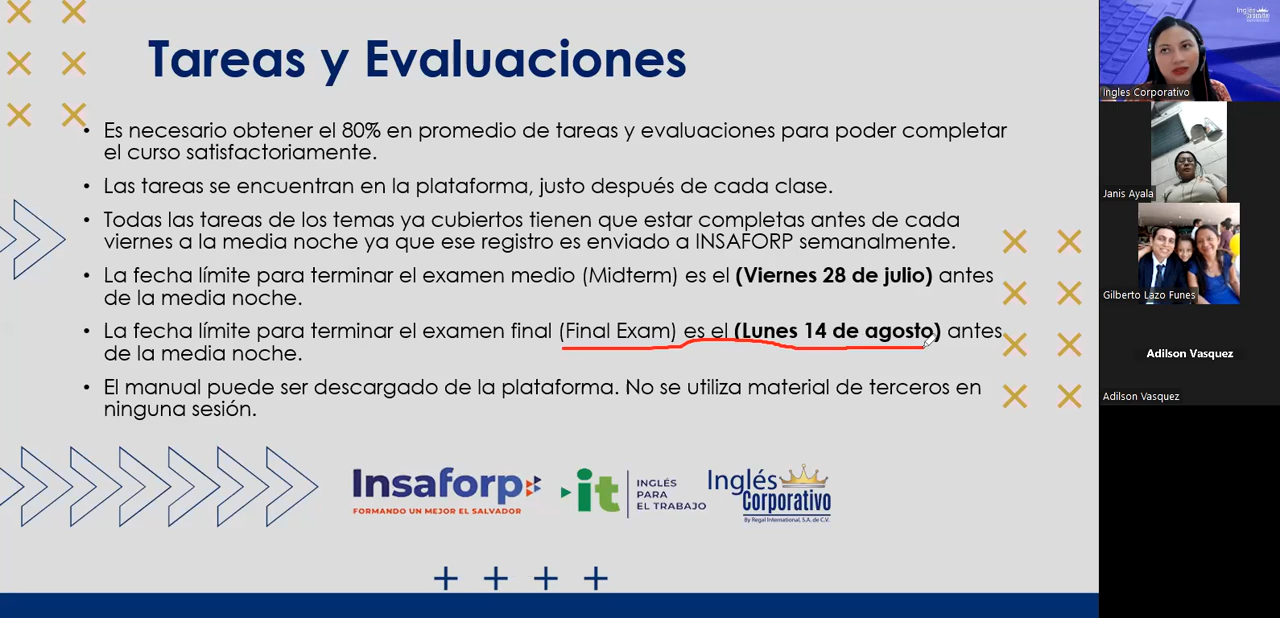 Tareas y Evaluaciones
• Es necesario obtener el 80% en promedio de tareas y evaluaciones para poder completar
el curso satisfactoriamente.
• Las tareas se encuentran en la plataforma, justo después de cada clase.
• Todas las tareas de los temas ya cubiertos tienen que estar completas antes de cada
viernes a la media noche ya que ese registro es enviado a INSAFORP semanalmente.
• La fecha límite para terminar el examen medio (Midterm) es el (Viernes 28 de julio) antes
de la media noche.
• La fecha límite para terminar el examen final (Final Exam) es el (Lunes 14 de agosto) antes
de la media noche.
• El manual puede ser descargado de la plataforma. No se utiliza material de terceros en
ninguna sesión.
Insaforp
FORMANDO UN MEJOR EL SALVADOR
it
INGLÉS
PARA
EL TRABAJO
Inglés
Corporativo
By Regal International, S.A. de C.V.
Inglés
Corporativo
Ingles Corporativo
Janis Ayala
Gilberto Lazo Funes
Adilson Vasquez
Adilson Vasquez